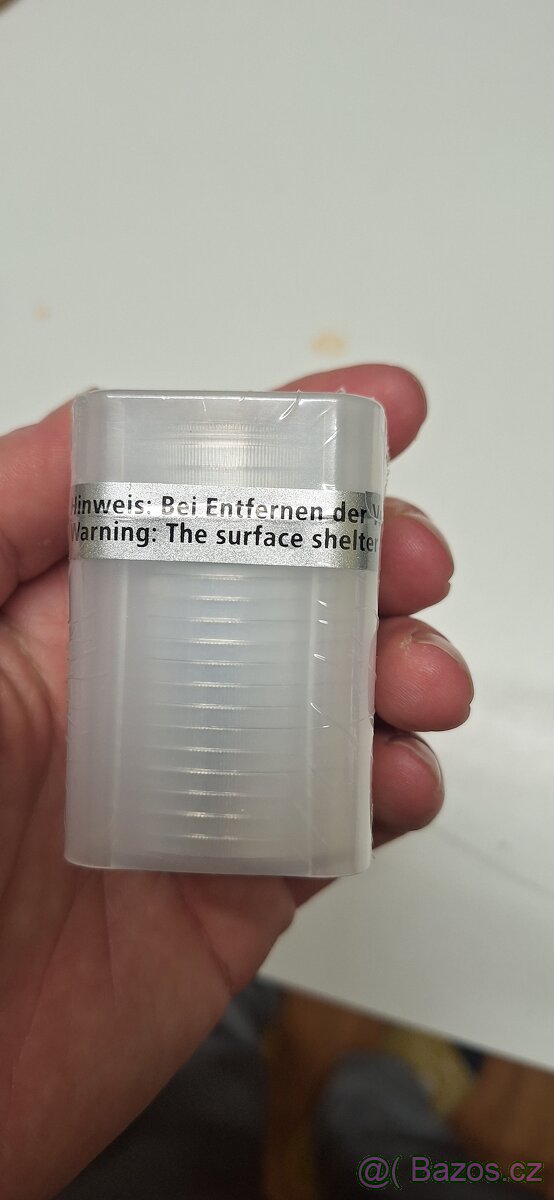 Hinweis: Bei Entfernen der
Warning: The surface shelter
@( Bazos.cz